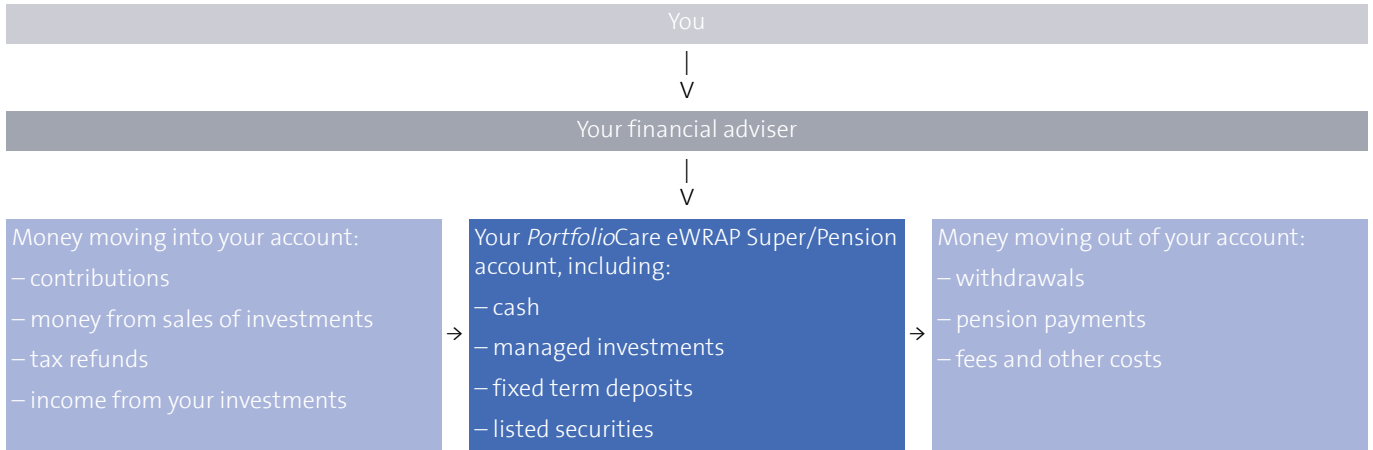 You
Your financial adviser
Money moving into your account:
– contributions
– money from sales of investments
– tax refunds
– income from your investments
Your PortfolioCare eWRAP Super/Pension
account, including:
– cash
– managed investments
– fixed term deposits
– listed securities
Money moving out of your account:
– withdrawals
– pension payments
– fees and other costs